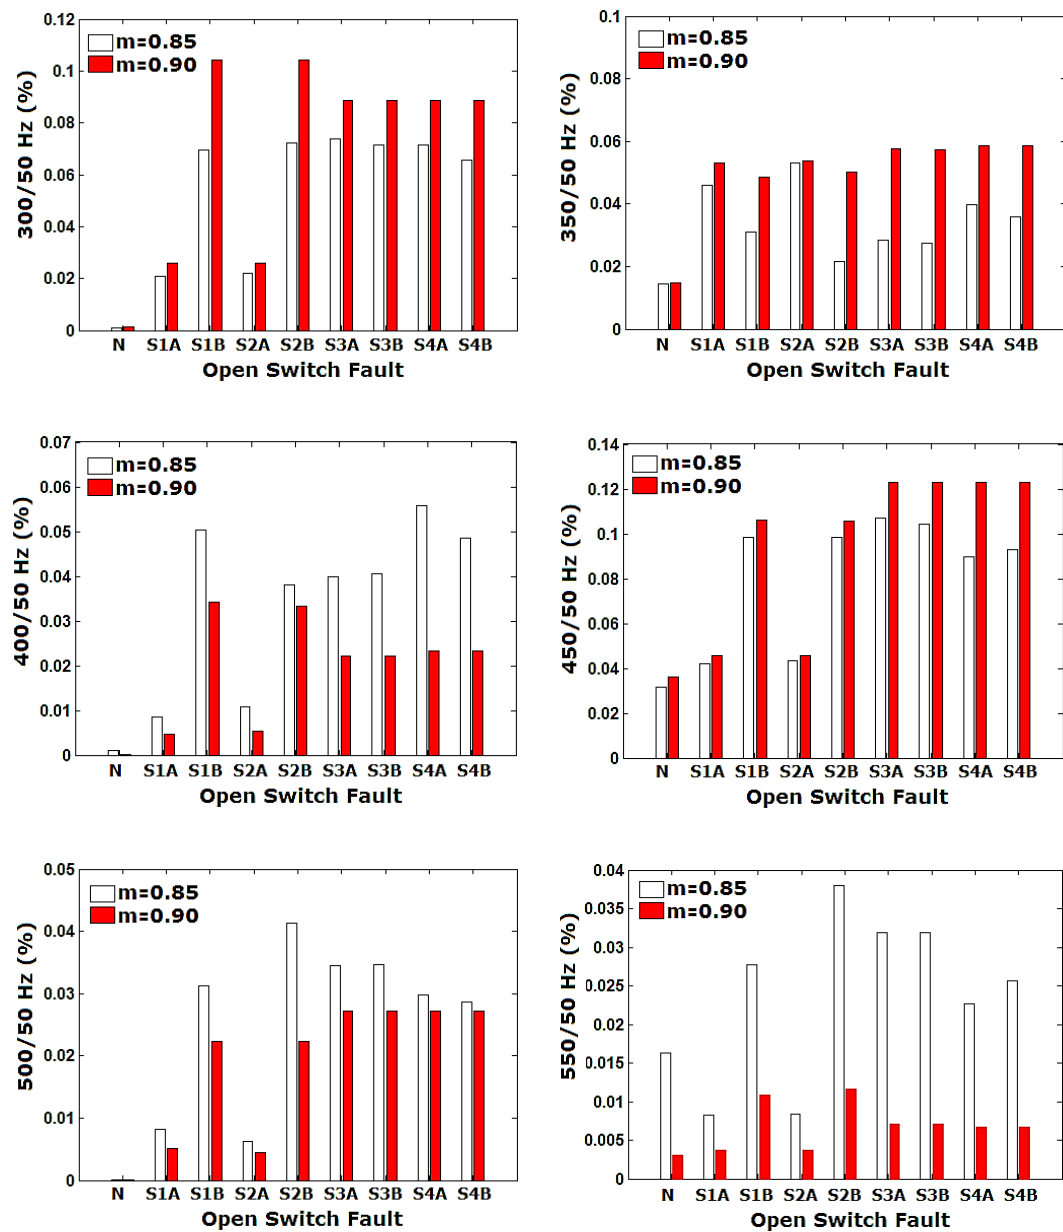 300/50 Hz (%)
0.12
0.1
0.08
0.06
0.04
0.02
0
m=0.85
m=0.90
N S1A S1B S2A S2B S3A S3B S4A S4B
Open Switch Fault
350/50 Hz (%)
0.1
0.08
0.06
0.04
0.02
0
m=0.85
m=0.90
N S1A S1B S2A S2B S3A S3B S4A S4B
Open Switch Fault
400/50 Hz (%)
0.07
0.06
0.05
0.04
0.03
0.02
0.01
0
m=0.85
m=0.90
N S1A S1B S2A S2B S3A S3B S4A S4B
Open Switch Fault
450/50 Hz (%)
0.14
0.12
0.1
0.08
0.06
0.04
0.02
0
m=0.85
m=0.90
N S1A S1B S2A S2B S3A S3B S4A S4B
Open Switch Fault
500/50 Hz (%)
0.05
0.04
0.03
0.02
0.01
0
m=0.85
m=0.90
N S1A S1B S2A S2B S3A S3B S4A S4B
Open Switch Fault
550/50 Hz (%)
0.04
0.035
0.03
0.025
0.02
0.015
0.01
0.005
0
m=0.85
m=0.90
N S1A S1B S2A S2B S3A S3B S4A S4B
Open Switch Fault